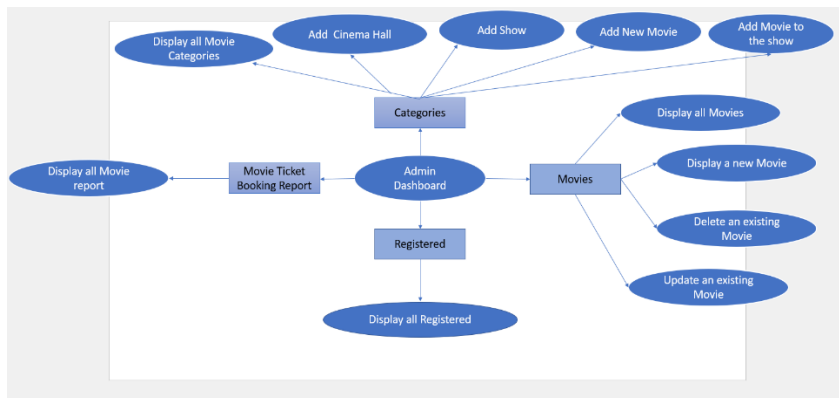 Display all Movie
Categories
Add Cinema Hall
Add Show
Add New Movie
Add Movie to
the show
Categories
Display all Movies
Display all Movie
report
Movie Ticket
Booking Report
Admin
Dashboard
Movies
Display a new Movie
Delete an existing
Movie
Registered
Update an existing
Movie
Display all Registered